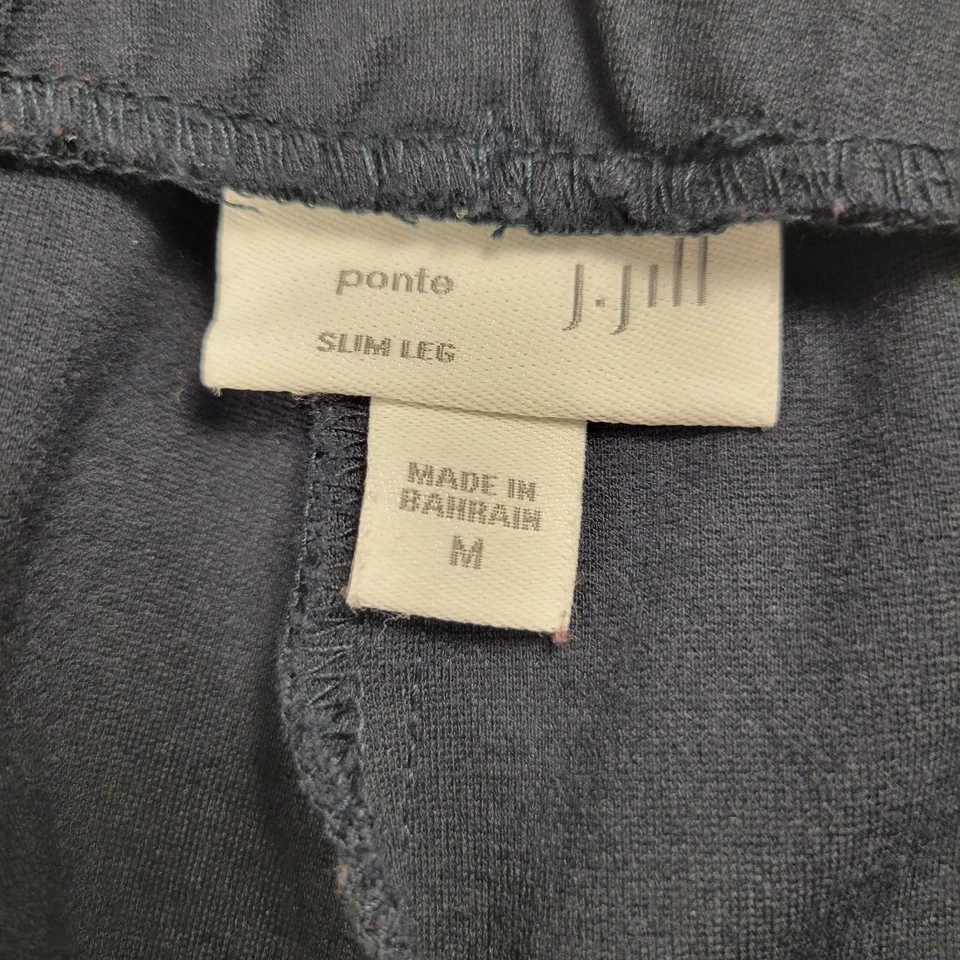 ponte
j.jill
SLIM LEG
MADE IN
BAHRAIN
M